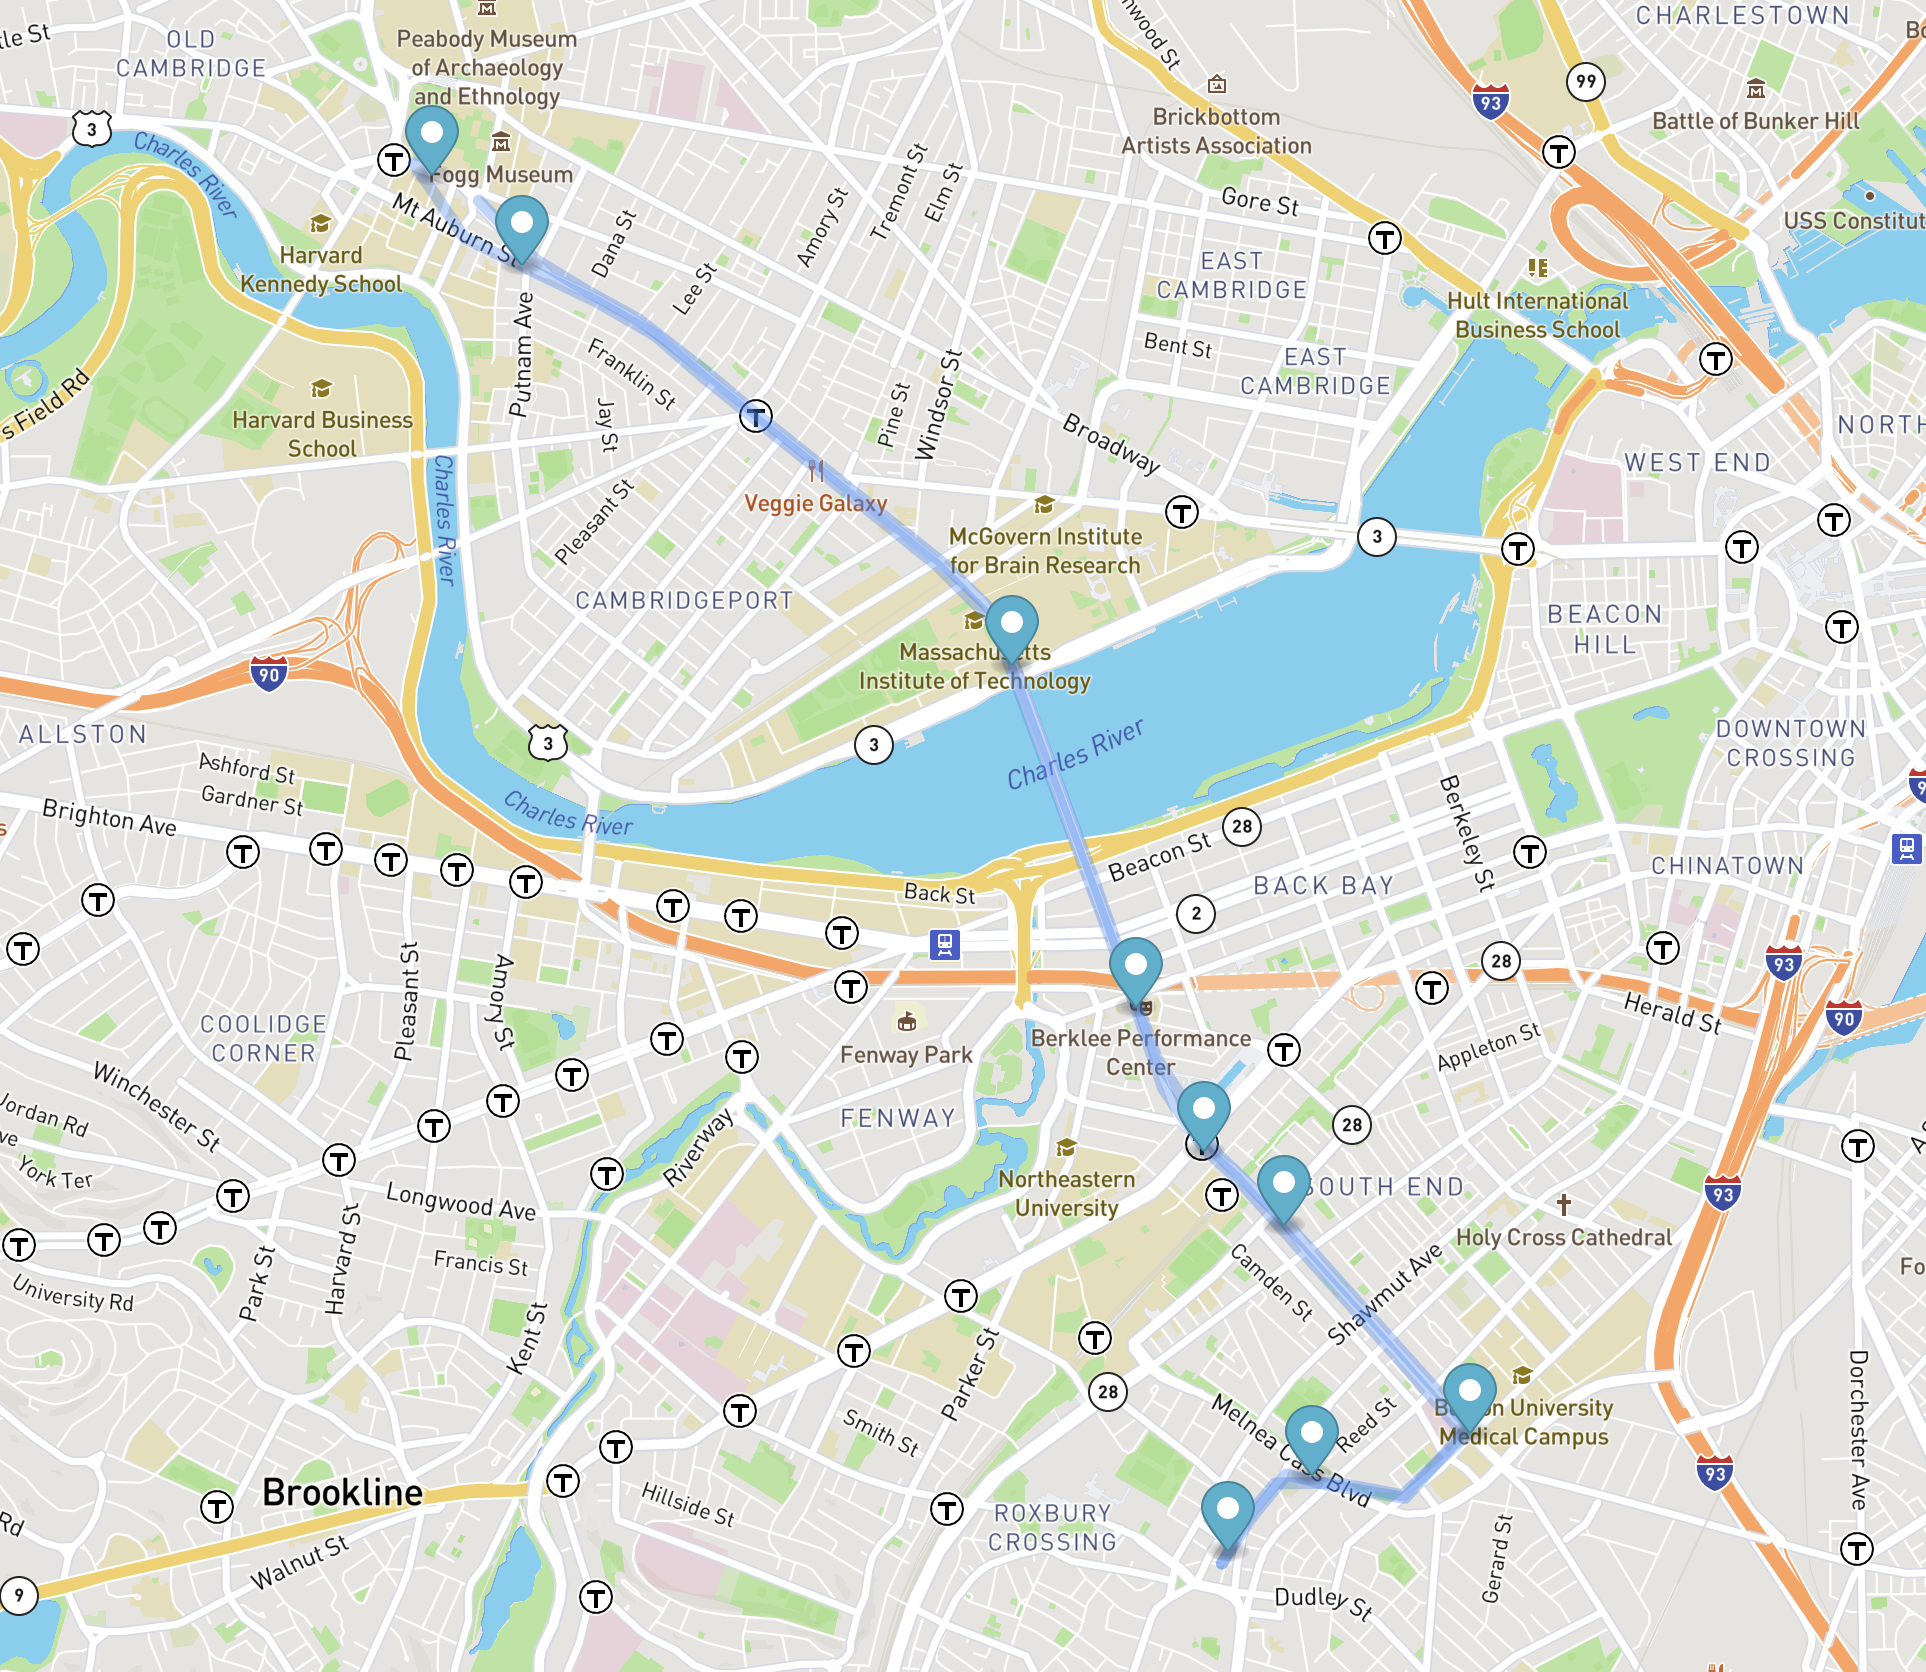 CHARLESTOWN
OLD
CAMBRIDGE
Peabody Museum
of Archaeology
and Ethnology
99
93
3
Charles River
Brickbottom
Artists Association
Battle of Bunker Hill
T
T
Fogg Museum
Mt Auburn St
Gore St
Tremont St
Elm St
Amory St
Dana St
Lee St
T
USS Constitut
Harvard
Kennedy School
EAST
CAMBRIDGE
Hult International
Business School
Putnam Ave
Franklin St
Bent St
EAST
CAMBRIDGE
T
s Field Rd
Harvard Business
School
Jay St
T
Pine St
Windsor St
Broadway
NORTH
WEST END
Charles River
Pleasant St
Veggie Galaxy
T
T
McGovern Institute
for Brain Research
3
T
T
CAMBRIDGEPORT
BEACON
HILL
T
90
Massachusetts
Institute of Technology
ALLSTON
3
3
Charles River
DOWNTOWN
CROSSING
Ashford St
Gardner St
Brighton Ave
Charles River
Berkeley St
28
Beacon St
T
T
T
T
T
T
CHINATOWN
Back St
BACK BAY
T
T
T
T
2
T
T
Pleasant St
Amory St
T
28
T
93
Herald St
90
COOLIDGE
CORNER
Fenway Park
Berklee Performance
Center
T
T
T
Appleton St
Winchester St
T
T
T
FENWAY
28
Jordan Rd
York Ter
Riverway
T
T
T
Northeastern
University
T
SOUTH END
T
93
Longwood Ave
Holy Cross Cathedral
T
T
T
T
Harvard St
Park St
Francis St
University Rd
Camden St
Shawmut Ave
Fo
T
Kent St
T
T
Parker St
28
Dorchester Ave
Melnea Cass Blvd
Reed St
Boston University
Medical Campus
T
Smith St
T
93
Brookline
T
T
Hillside St
T
ROXBURY
CROSSING
Rd
Walnut St
Gerard St
T
9
T
Dudley St